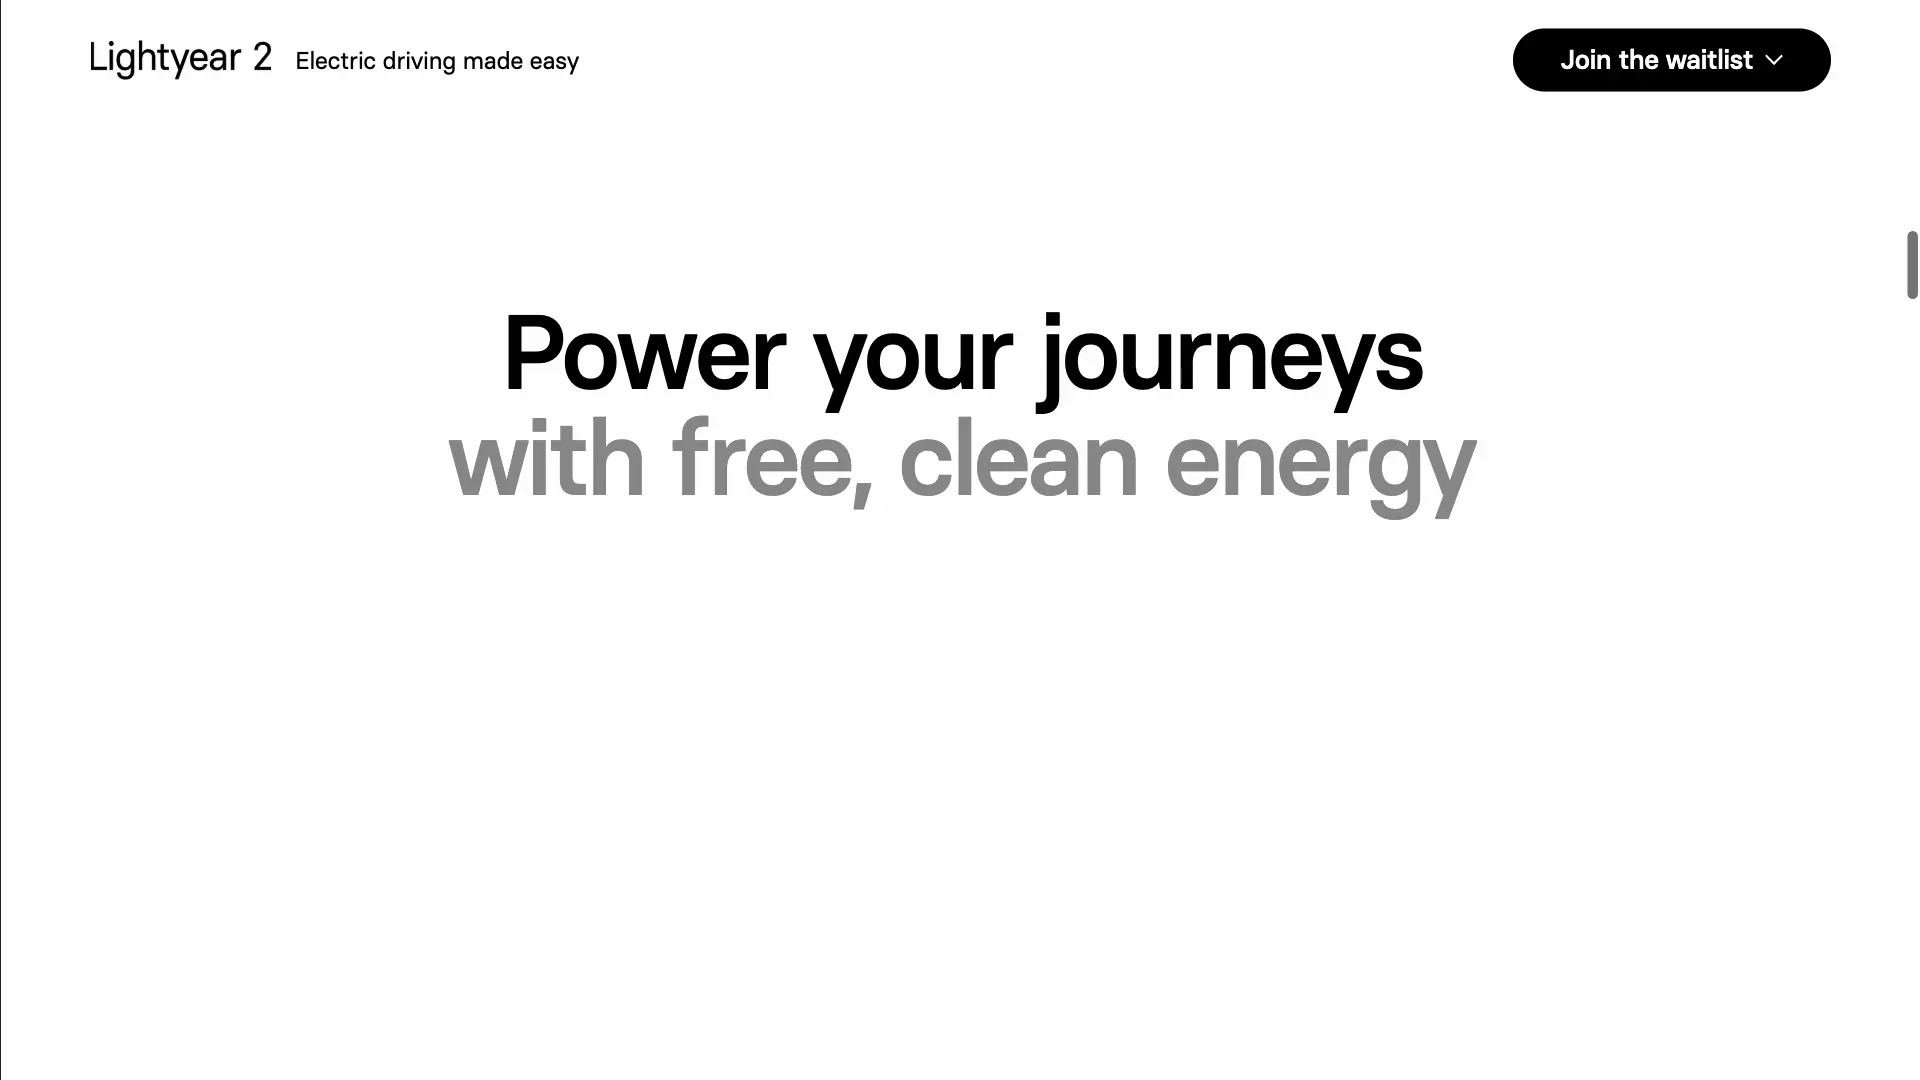 Lightyear 2 Electric driving made easy
Join the waitlist
Power your journeys
with free, clean energy